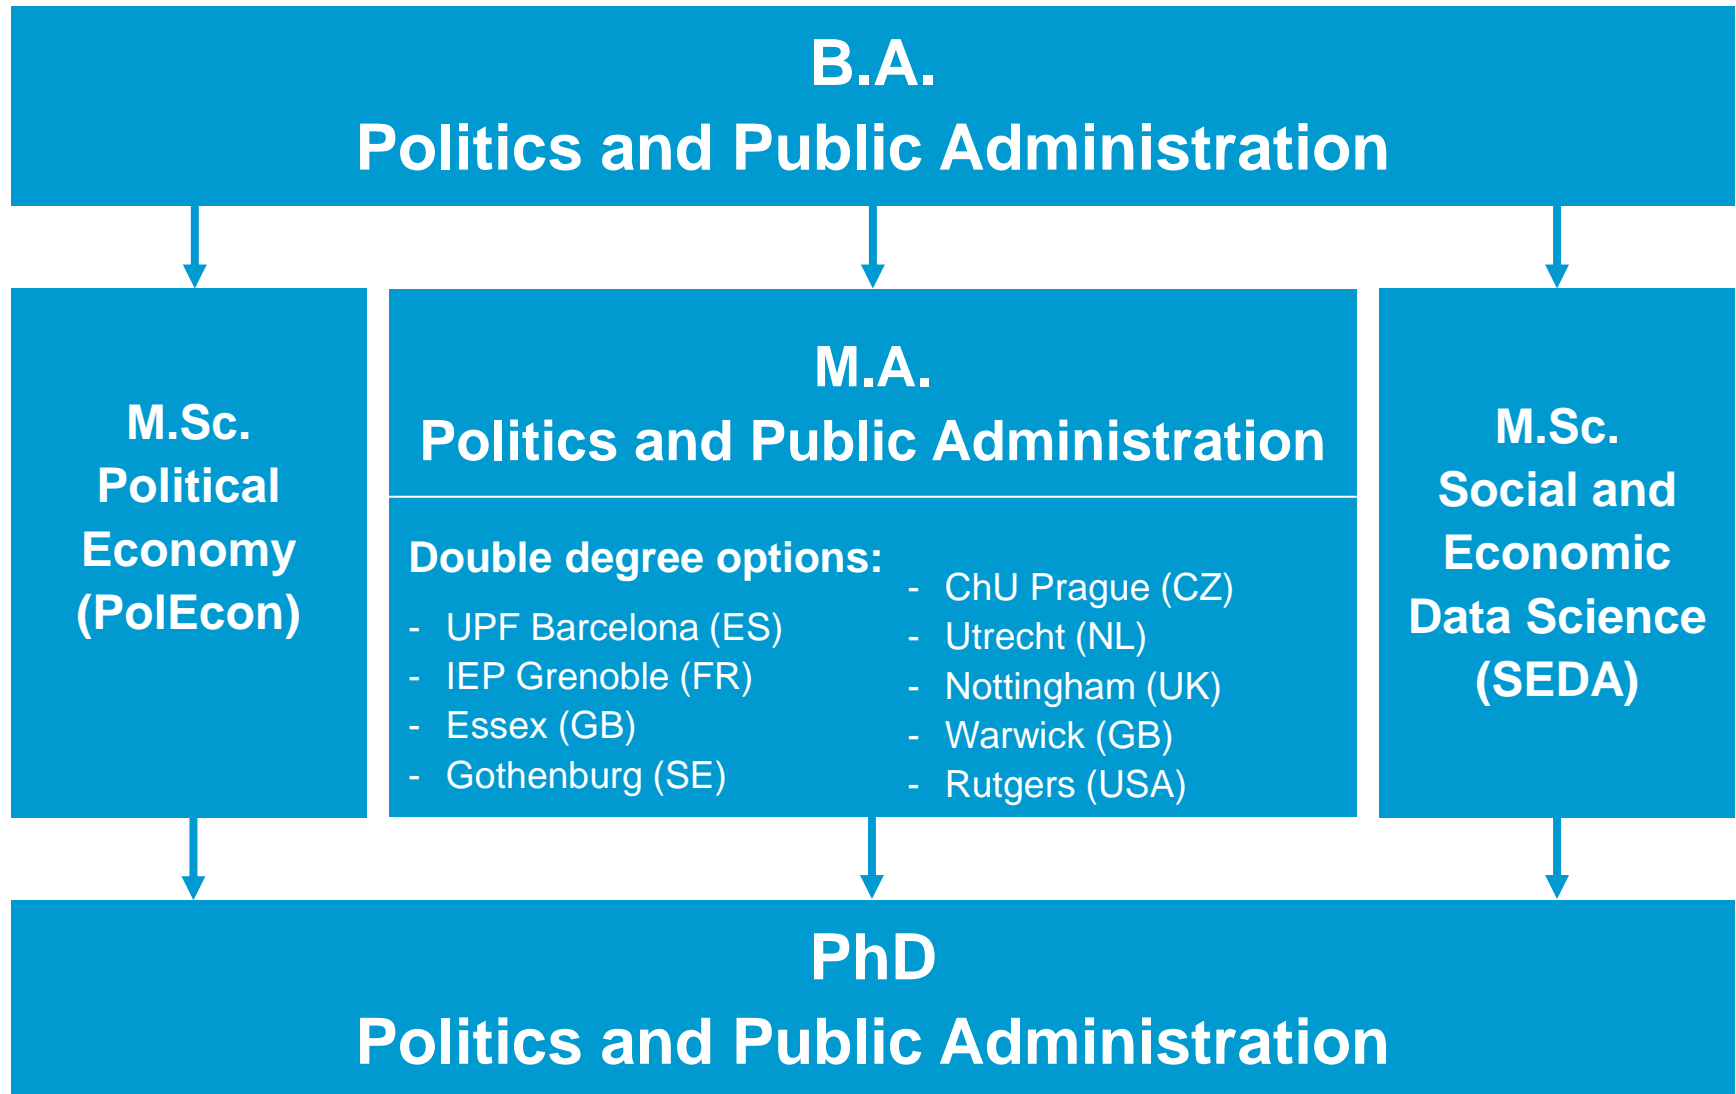 B.A.
Politics and Public Administration
M.Sc.
Political
Economy
(PolEcon)
M.A.
Politics and Public Administration
Double degree options:
- UPF Barcelona (ES)
- IEP Grenoble (FR)
- Essex (GB)
- Gothenburg (SE)
- ChU Prague (CZ)
- Utrecht (NL)
- Nottingham (UK)
- Warwick (GB)
- Rutgers (USA)
M.Sc.
Social and
Economic
Data Science
(SEDA)
PhD
Politics and Public Administration